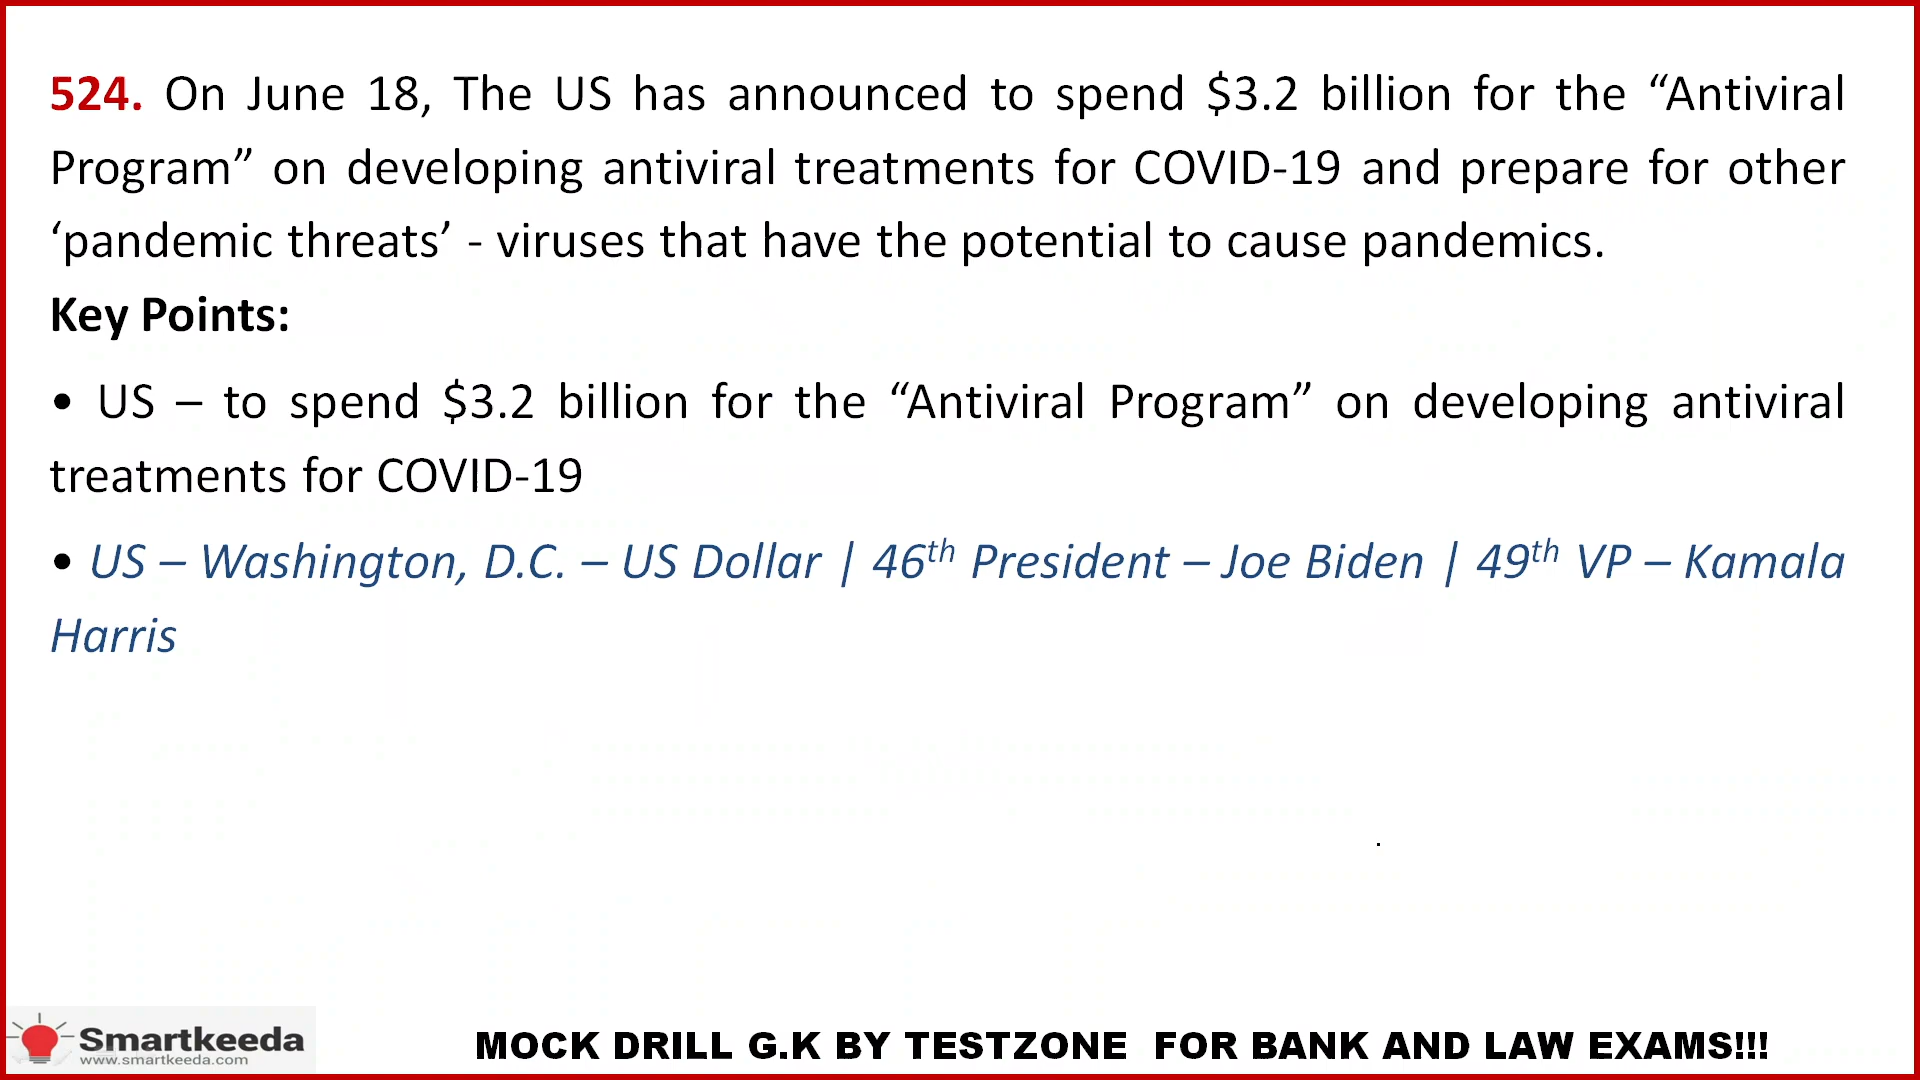 524. On June 18, The US has announced to spend $3.2 billion for the “Antiviral
Program” on developing antiviral treatments for COVID-19 and prepare for other
‘pandemic threats’ - viruses that have the potential to cause pandemics.
Key Points:
• US – to spend $3.2 billion for the “Antiviral Program” on developing antiviral
treatments for COVID-19
• US – Washington, D.C. – US Dollar | 46th President – Joe Biden | 49th VP – Kamala
Harris
Smartkeeda
www.smartkeeda.com
MOCK DRILL G.K BY TESTZONE FOR BANK AND LAW EXAMS!!!